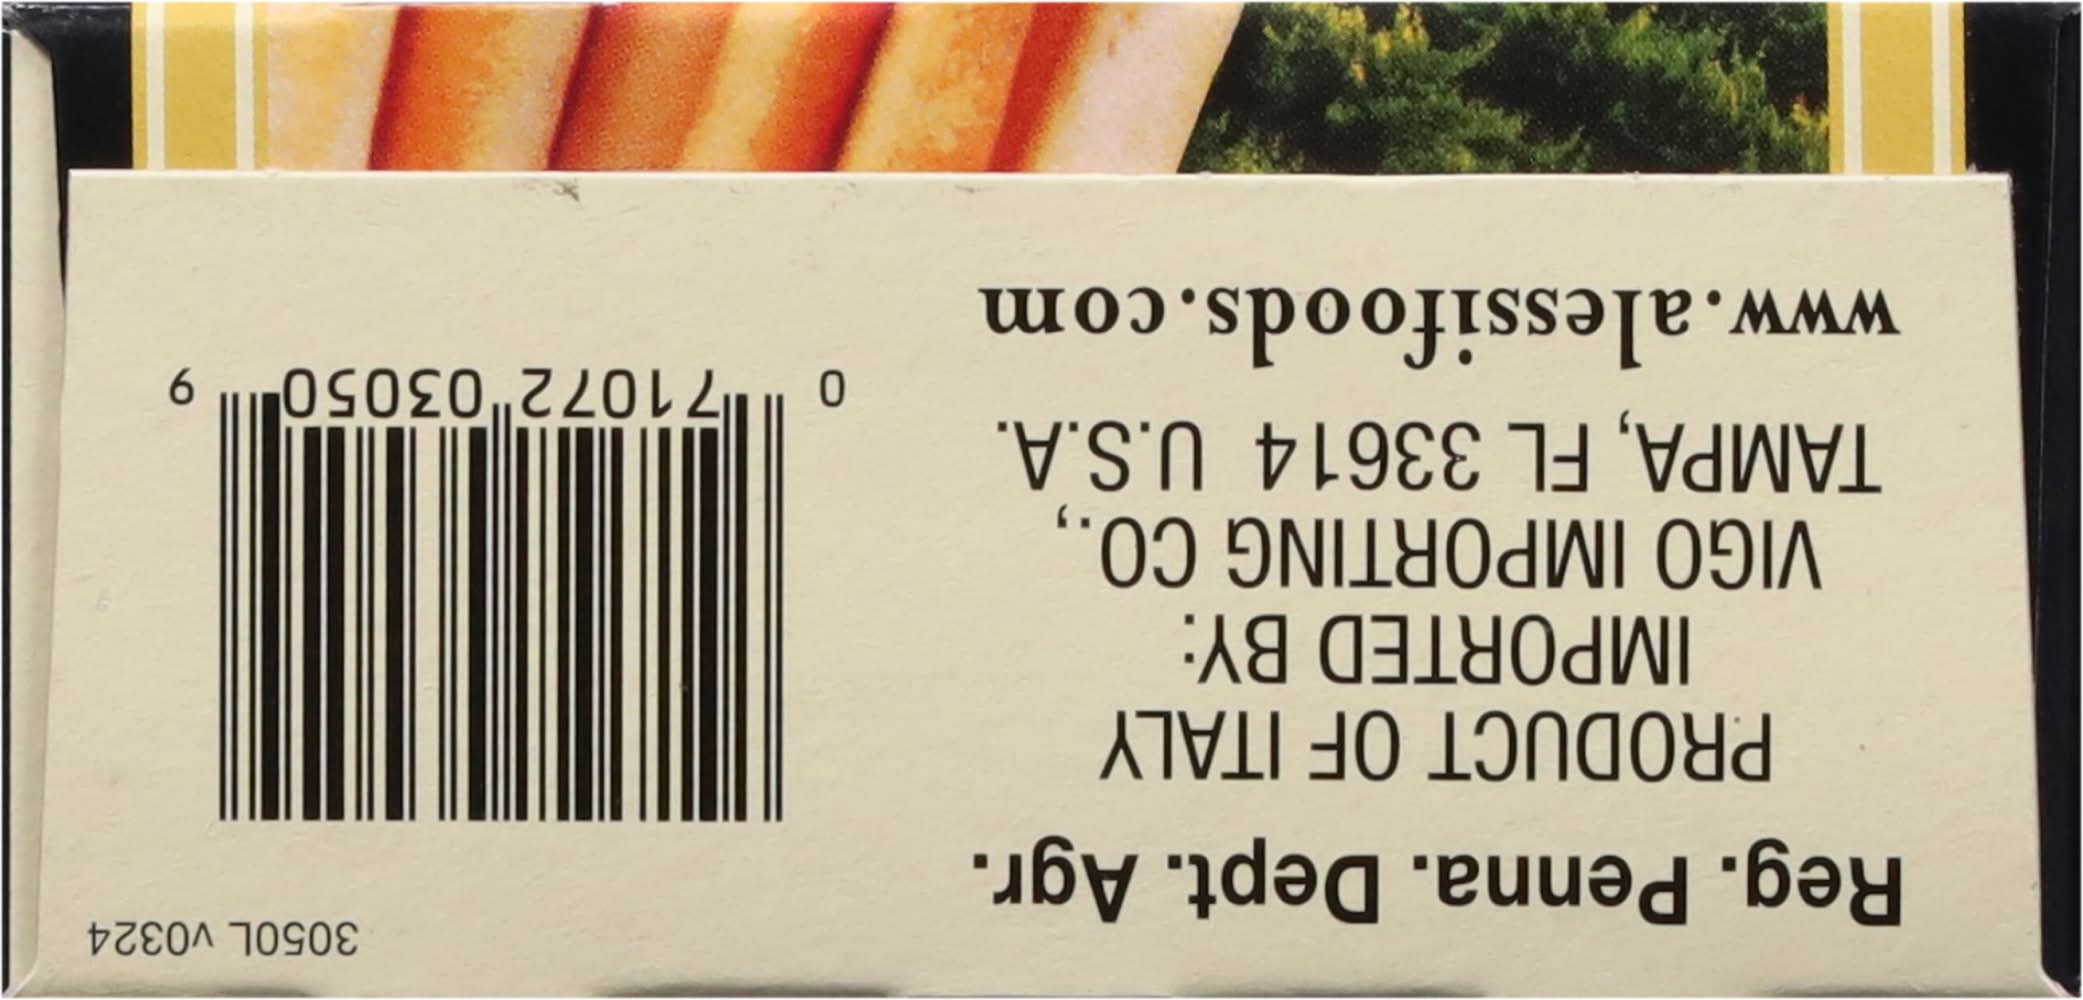 Reg. Penna. Dept. Agr.
PRODUCT OF ITALY
IMPORTED BY:
VIGO IMPORTING CO.,
TAMPA, FL 33614 U.S.A.
www.alessifoods.com
3050L v0324
0 71072 03050 9